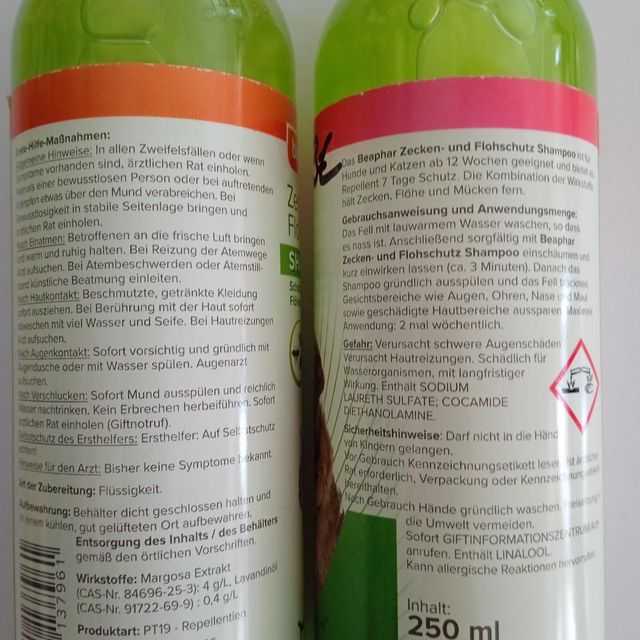 Erste-Hilfe-Maßnahmen:
Allgemeine Hinweise: In allen Zweifelsfällen oder wenn
Symptome vorhanden sind, ärztlichen Rat einholen.
Niemals einer bewusstlosen Person oder bei auftretenden
Krämpfen etwas über den Mund verabreichen. Bei
Bewusstlosigkeit in stabile Seitenlage bringen und
ärztlichen Rat einholen.
Nach Einatmen: Betroffenen an die frische Luft bringen
und warm und ruhig halten. Bei Reizung der Atemwege
Arzt aufsuchen. Bei Atembeschwerden oder Atemstill-
stand künstliche Beatmung einleiten.
Nach Hautkontakt: Beschmutzte, getränkte Kleidung
sofort ausziehen. Bei Berührung mit der Haut sofort
abwaschen mit viel Wasser und Seife. Bei Hautreizungen
Arzt aufsuchen.
Nach Augenkontakt: Sofort vorsichtig und gründlich mit
Augendusche oder mit Wasser spülen. Augenarzt
aufsuchen.
Nach Verschlucken: Sofort Mund ausspülen und reichlich
Wasser nachtrinken. Kein Erbrechen herbeiführen. Sofort
ärztlichen Rat einholen (Giftnotruf).
Selbstschutz des Ersthelfers: Ersthelfer: Auf Selbstschutz
achten!
Hinweise für den Arzt: Bisher keine Symptome bekannt.
Art der Zubereitung: Flüssigkeit.
Aufbewahrung: Behälter dicht geschlossen halten und
an einem kühlen, gut gelüfteten Ort aufbewahren.
Entsorgung des Inhalts / des Behälters
gemäß den örtlichen Vorschriften.
Wirkstoffe: Margosa Extrakt
(CAS-Nr. 84696-25-3): 4 g/L, Lavandinöl
(CAS-Nr. 91722-69-9) : 0,4 g/L
Produktart: PT19 - Repellentien
137961
Das Beaphar Zecken- und Flohschutz Shampoo ist für
Hunde und Katzen ab 12 Wochen geeignet und bietet als
Repellent 7 Tage Schutz. Die Kombination der Wirkstoffe
hält Zecken, Flöhe und Mücken fern.
Gebrauchsanweisung und Anwendungsmenge:
Das Fell mit lauwarmem Wasser waschen, so dass
es nass ist. Anschließend sorgfältig mit Beaphar
Zecken- und Flohschutz Shampoo einschäumen und
kurz einwirken lassen (ca. 3 Minuten). Danach das
Shampoo gründlich ausspülen und das Fell trocknen.
Gesichtsbereiche wie Augen, Ohren, Nase und Maul
sowie geschädigte Hautbereiche aussparen. Maximale
Anwendung: 2 mal wöchentlich.
Gefahr: Verursacht schwere Augenschäden.
Verursacht Hautreizungen. Schädlich für
Wasserorganismen, mit langfristiger
Wirkung. Enthält SODIUM
LAURETH SULFATE; COCAMIDE
DIETHANOLAMINE.
Sicherheitshinweise: Darf nicht in die Hände
von Kindern gelangen.
Vor Gebrauch Kennzeichnungsetikett lesen. Ist ärztlicher
Rat erforderlich, Verpackung oder Kennzeichnungsetikett
bereithalten.
Nach Gebrauch Hände gründlich waschen. Freisetzung in
die Umwelt vermeiden.
Sofort GIFTINFORMATIONSZENTRUM
anrufen. Enthält LINALOOL.
Kann allergische Reaktionen hervorrufen.
Inhalt:
250 ml